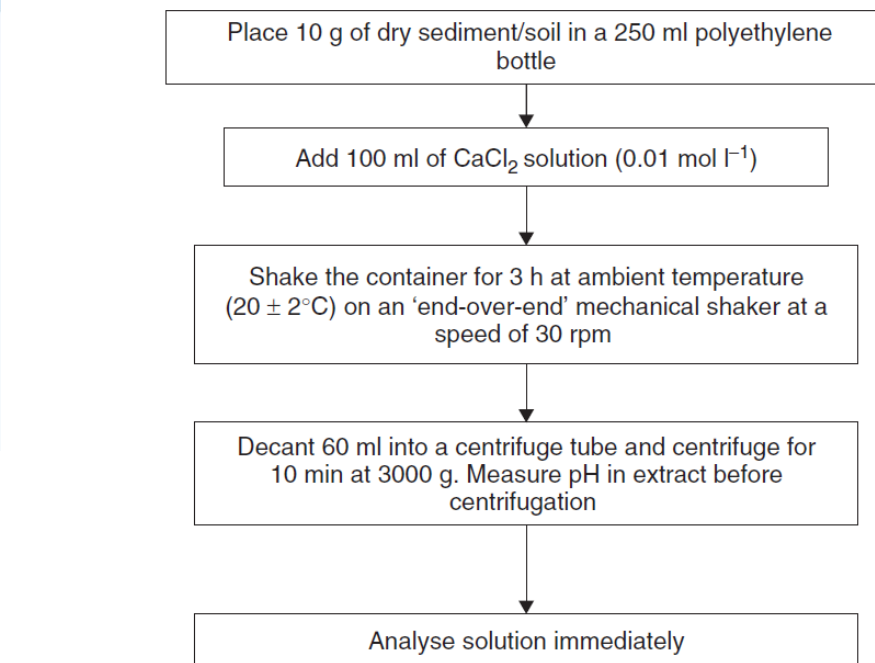 Place 10 g of dry sediment/soil in a 250 ml polyethylene
bottle
Add 100 ml of CaCl₂ solution (0.01 mol l⁻¹)
Shake the container for 3 h at ambient temperature
(20 ± 2°C) on an ‘end-over-end’ mechanical shaker at a
speed of 30 rpm
Decant 60 ml into a centrifuge tube and centrifuge for
10 min at 3000 g. Measure pH in extract before
centrifugation
Analyse solution immediately